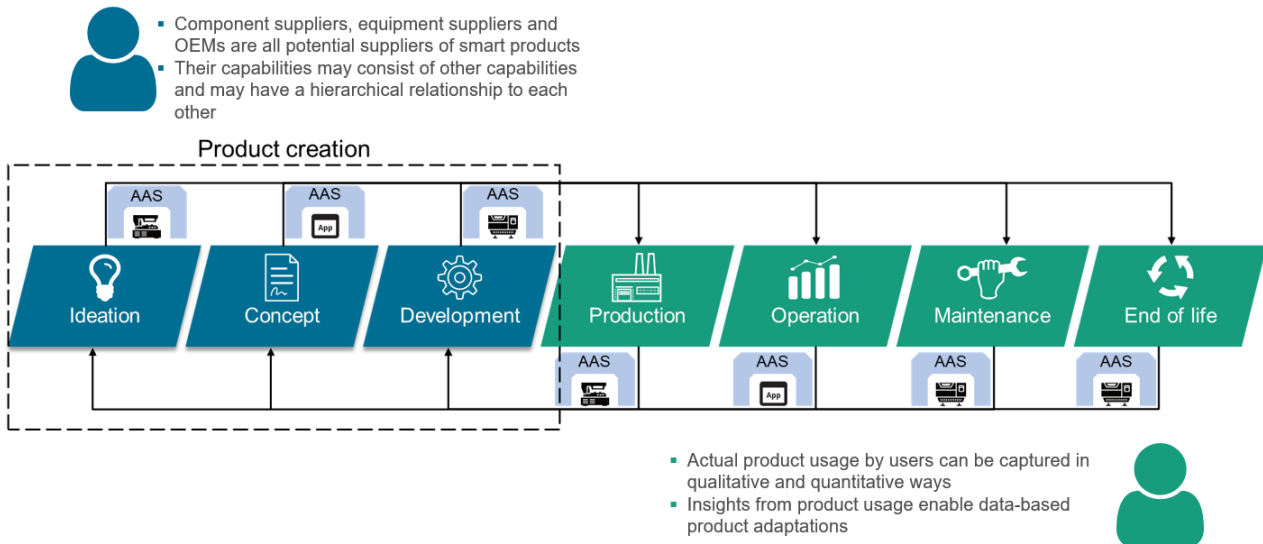 ▪ Component suppliers, equipment suppliers and
OEMs are all potential suppliers of smart products
▪ Their capabilities may consist of other capabilities
and may have a hierarchical relationship to each
other
Product creation
AAS
AAS
App
AAS
Ideation
Concept
Development
Production
Operation
Maintenance
End of life
AAS
AAS
App
AAS
AAS
▪ Actual product usage by users can be captured in
qualitative and quantitative ways
▪ Insights from product usage enable data-based
product adaptations